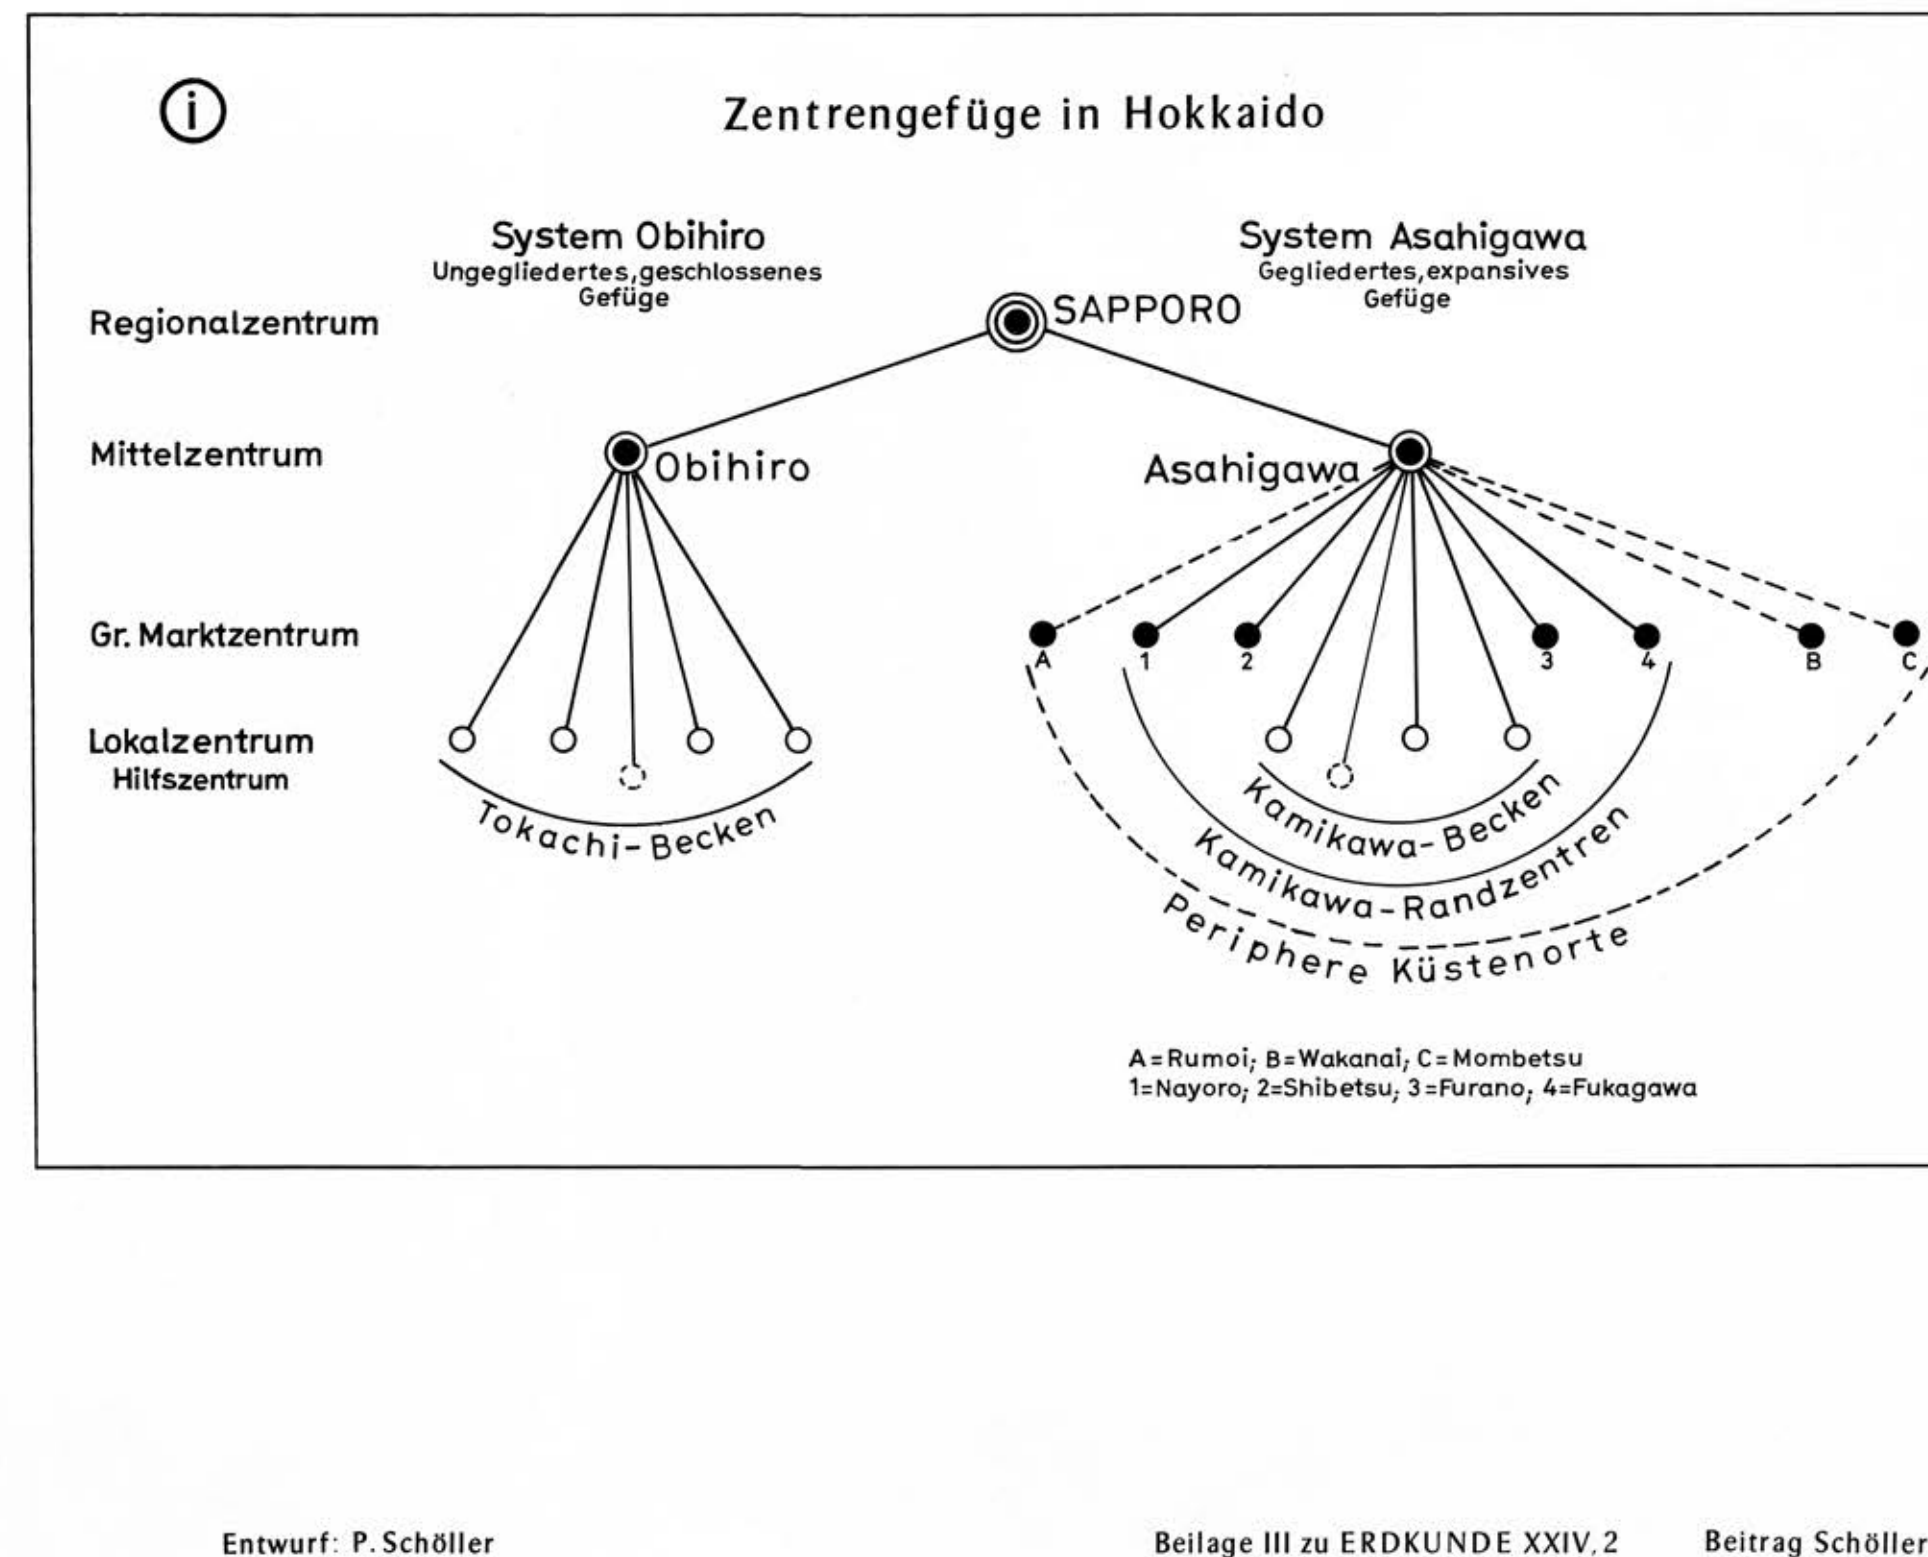 i
Zentrengefüge in Hokkaido
System Obihiro
Ungegliedertes,geschlossenes
Gefüge
System Asahigawa
Gegliedertes,expansives
Gefüge
Regionalzentrum
SAPPORO
Mittelzentrum
Obihiro
Asahigawa
Gr. Marktzentrum
A
1
2
3
4
B
C
Lokalzentrum
Hilfszentrum
Tokachi-Becken
Kamikawa-Becken
Kamikawa-Randzentren
Periphere Küstenorte
A=Rumoi; B=Wakanai; C=Mombetsu
1=Nayoro; 2=Shibetsu; 3=Furano; 4=Fukagawa
Entwurf: P. Schöller
Beilage III zu ERDKUNDE XXIV, 2
Beitrag Schöller